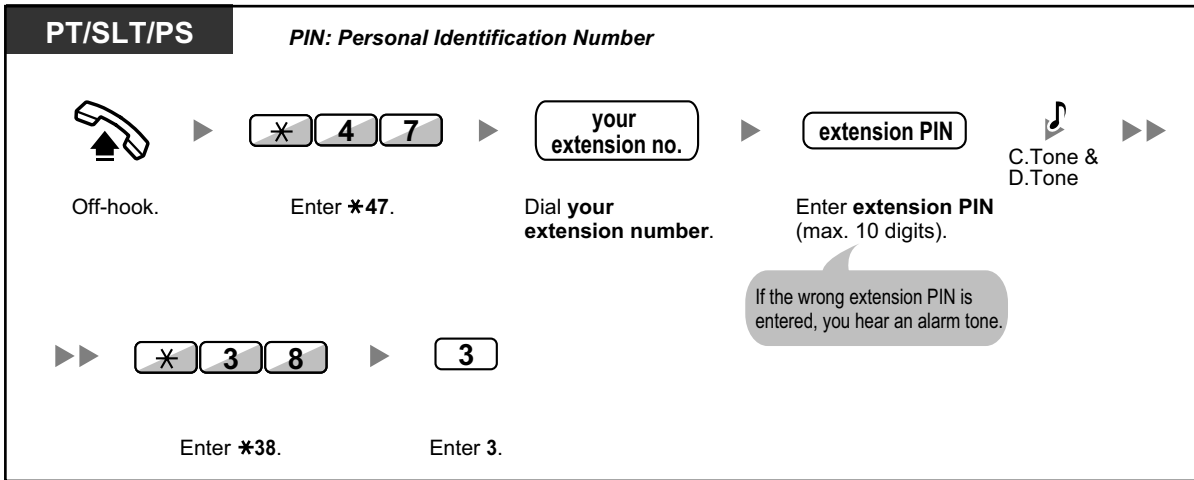 PT/SLT/PS
PIN: Personal Identification Number
* 4 7
your
extension no.
extension PIN
C.Tone &
D.Tone
Off-hook.
Enter *47.
Dial your
extension number.
Enter extension PIN
(max. 10 digits).
If the wrong extension PIN is
entered, you hear an alarm tone.
* 3 8
3
Enter *38.
Enter 3.